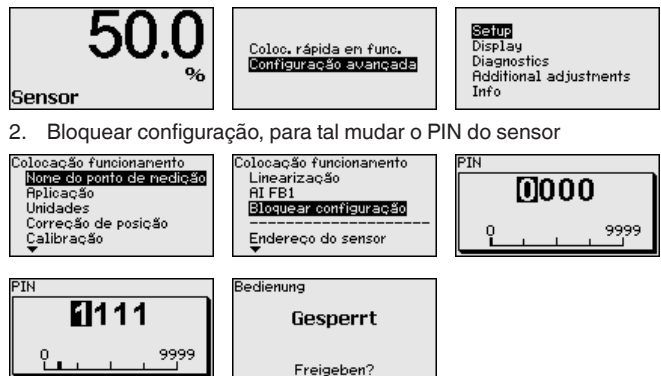 50.0
%
Sensor
Coloc. rápida en func.
Configuração avançada
Setup
Display
Diagnostics
Additional adjustments
Info
2. Bloquear configuração, para tal mudar o PIN do sensor
Colocação funcionamento
Nome do ponto de medição
Aplicação
Unidades
Correção de posição
Calibração
Colocação funcionamento
Linearização
AI FB1
Bloquear configuração
Endereço do sensor
PIN
0000
0 9999
PIN
1111
0 9999
Bedienung
Gesperrt
Freigeben?